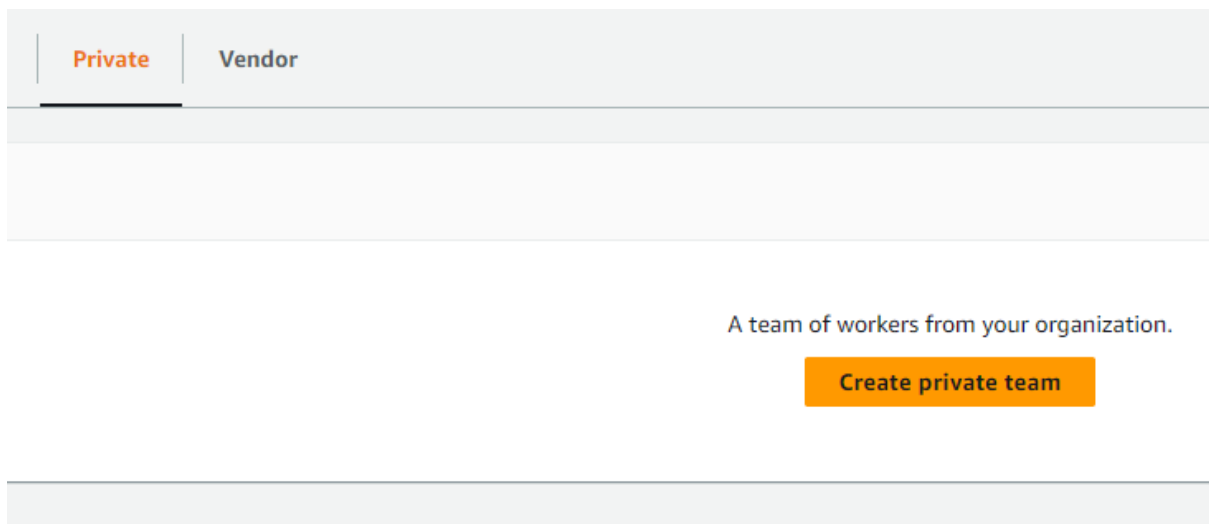 Private Vendor
A team of workers from your organization.
Create private team